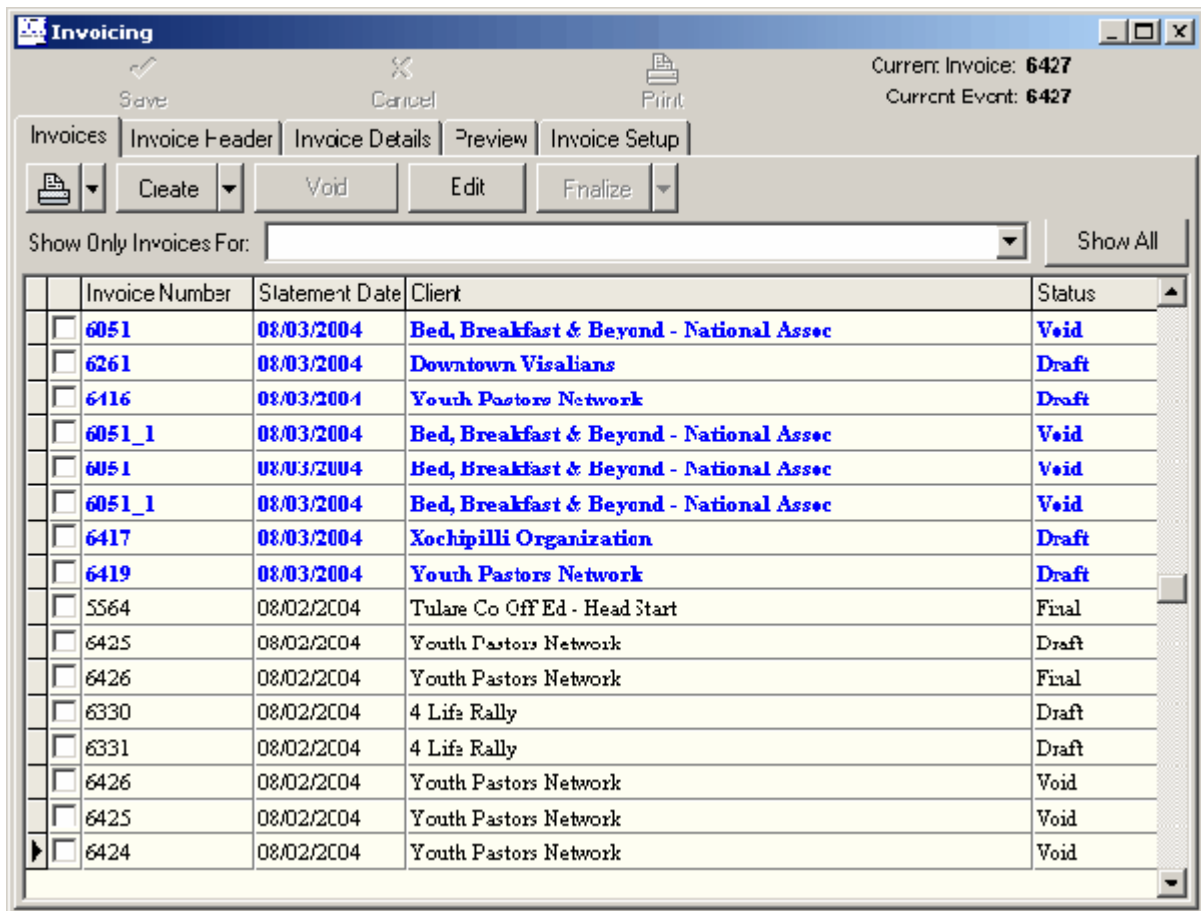 Invoicing
Save Cancel Print Current Invoice: 6427
Current Event: 6427
Invoices Invoice Header Invoice Details Preview Invoice Setup
Create Void Edit Finalize
Show Only Invoices For: Show All
Invoice Number Statement Date Client Status
6051 08/03/2004 Bed, Breakfast & Beyond - National Assoc Void
6261 08/03/2004 Downtown Visalians Draft
6416 08/03/2004 Youth Pastors Network Draft
6051_1 08/03/2004 Bed, Breakfast & Beyond - National Assoc Void
6051 08/03/2004 Bed, Breakfast & Beyond - National Assoc Void
6051_1 08/03/2004 Bed, Breakfast & Beyond - National Assoc Void
6417 08/03/2004 Xochipilli Organization Draft
6419 08/03/2004 Youth Pastors Network Draft
5564 08/02/2004 Tulare Co Off Ed - Head Start Final
6425 08/02/2004 Youth Pastors Network Draft
6426 08/02/2004 Youth Pastors Network Final
6330 08/02/2004 4 Life Rally Draft
6331 08/02/2004 4 Life Rally Draft
6426 08/02/2004 Youth Pastors Network Void
6425 08/02/2004 Youth Pastors Network Void
6424 08/02/2004 Youth Pastors Network Void